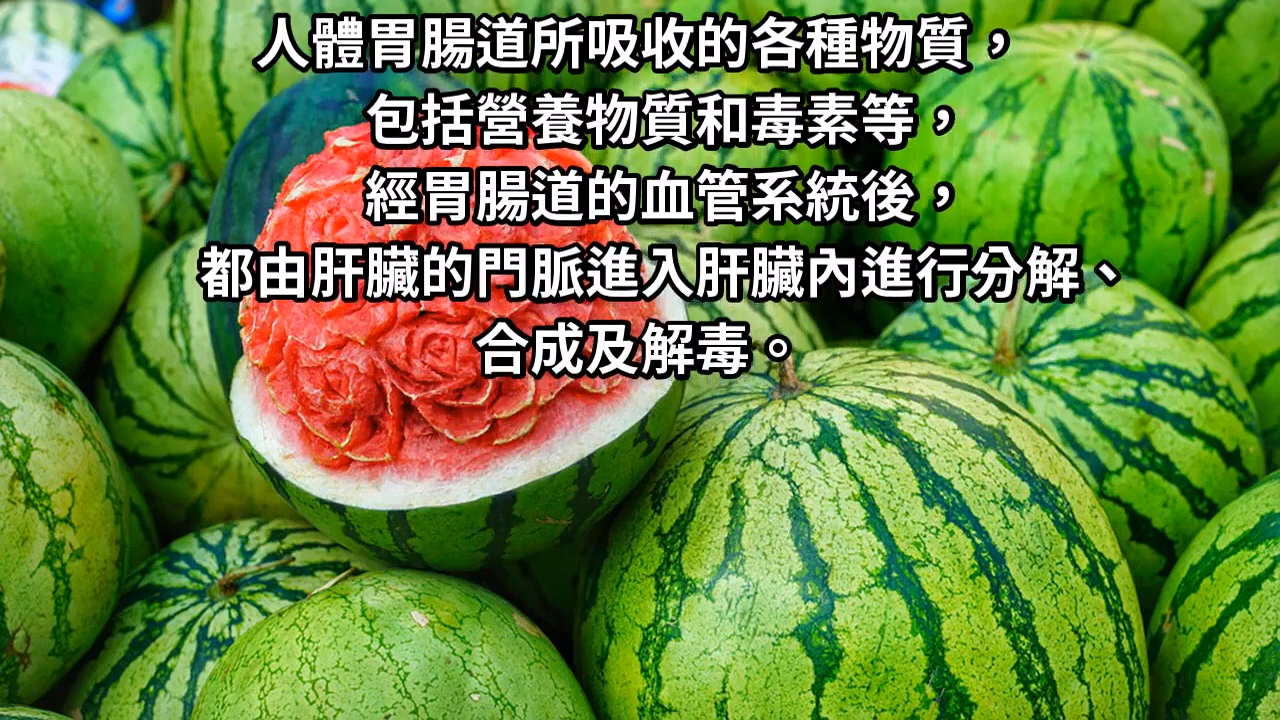 人體胃腸道所吸收的各種物質，
包括營養物質和毒素等，
經胃腸道的血管系統後，
都由肝臟的門脈進入肝臟內進行分解、
合成及解毒。